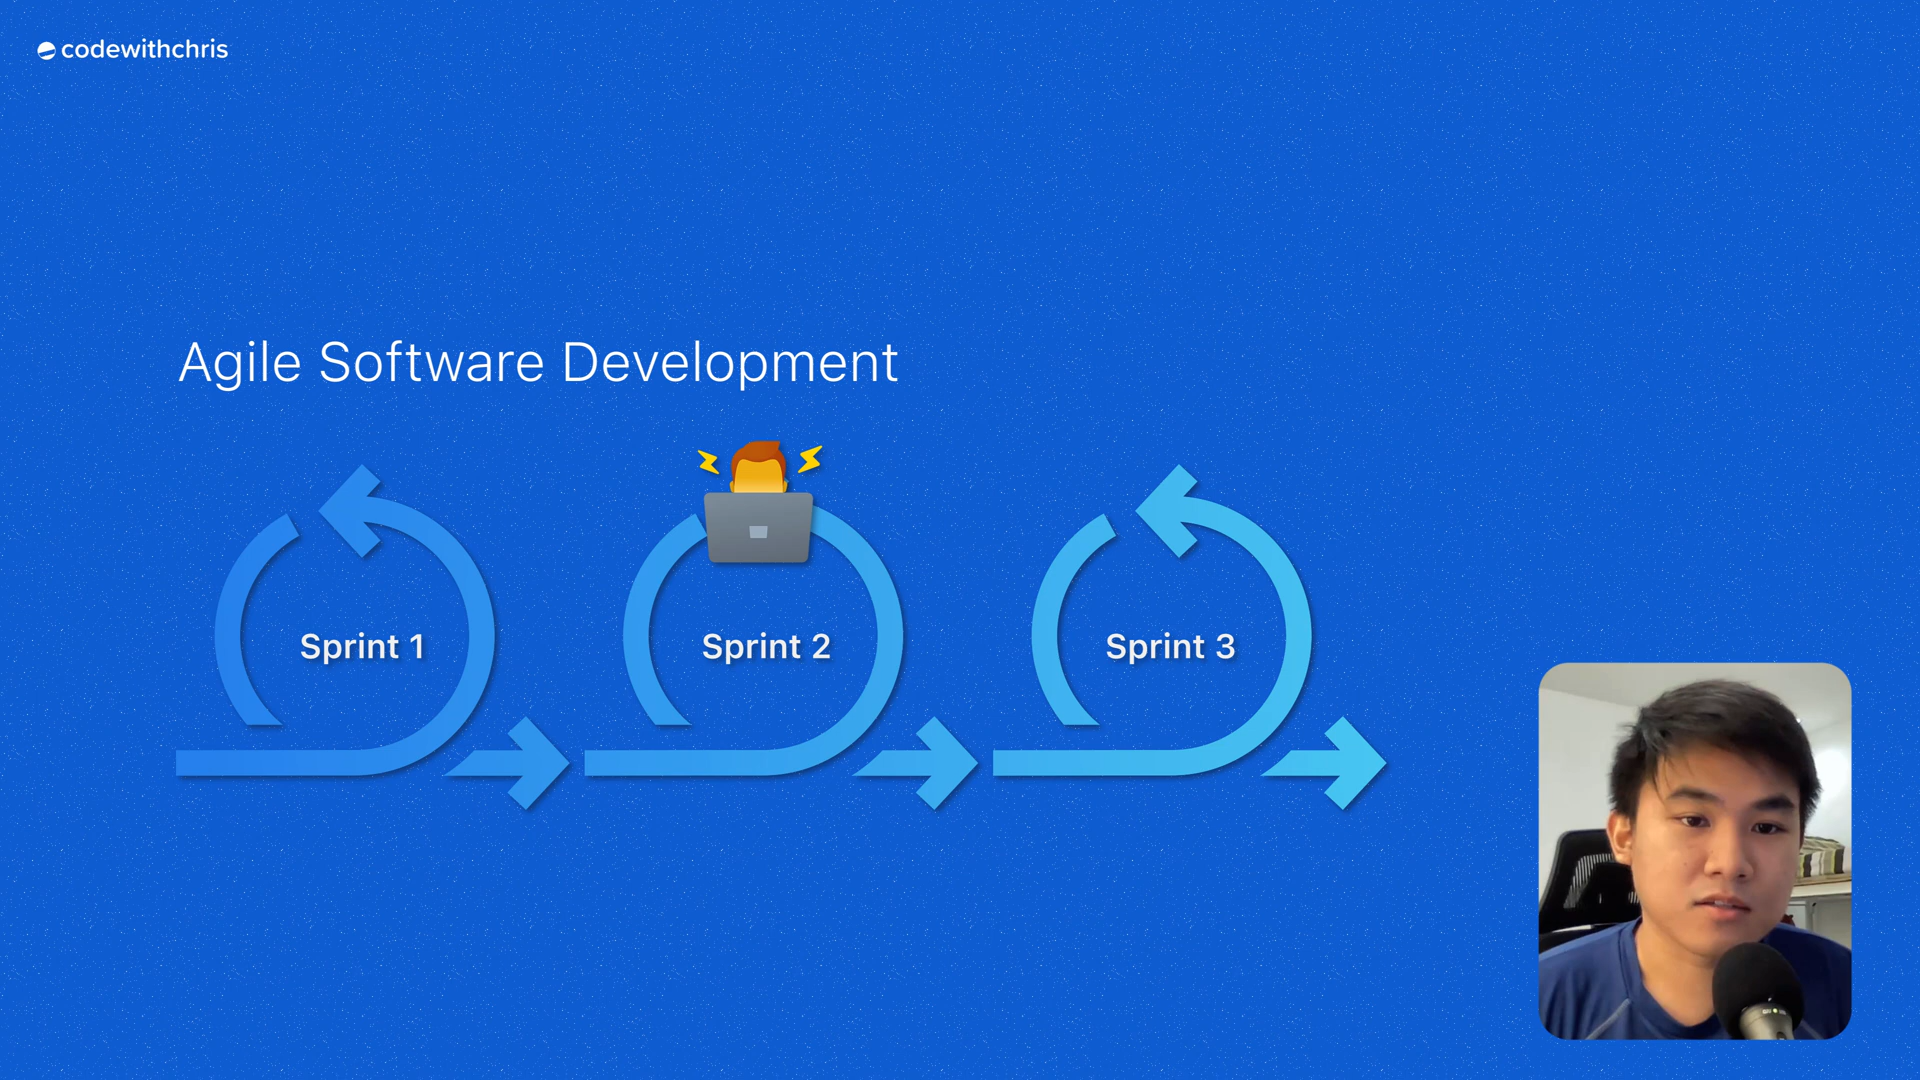 codewithchris
Agile Software Development
Sprint 1
Sprint 2
Sprint 3